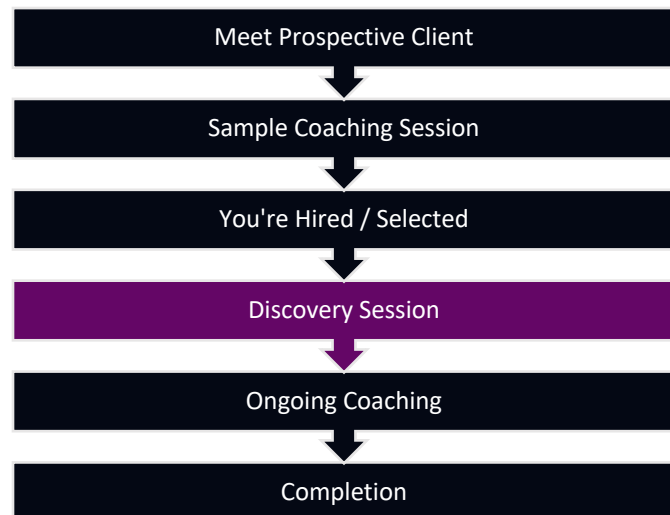 Meet Prospective Client
Sample Coaching Session
You're Hired / Selected
Discovery Session
Ongoing Coaching
Completion